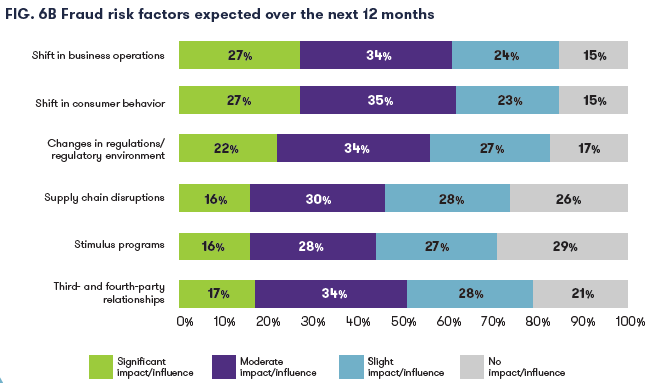 FIG. 6B Fraud risk factors expected over the next 12 months
Shift in business operations 27% 34% 24% 15%
Shift in consumer behavior 27% 35% 23% 15%
Changes in regulations/
regulatory environment 22% 34% 27% 17%
Supply chain disruptions 16% 30% 28% 26%
Stimulus programs 16% 28% 27% 29%
Third- and fourth-party
relationships 17% 34% 28% 21%
0% 10% 20% 30% 40% 50% 60% 70% 80% 90% 100%
Significant Moderate Slight No
impact/influence impact/influence impact/influence impact/influence